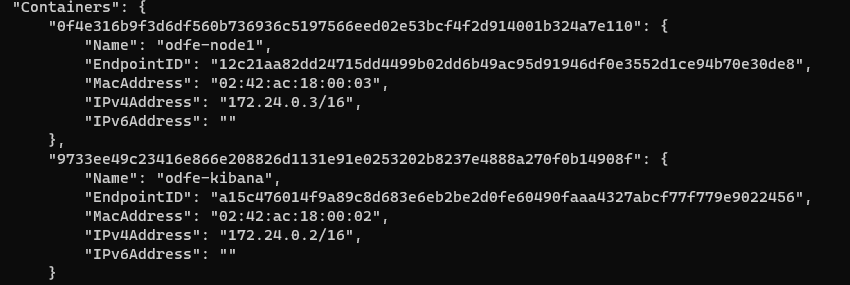 "Containers": {
"0f4e316b9f3d6df560b736936c5197566eed02e53bcf4f2d914001b324a7e110": {
"Name": "odfe-node1",
"EndpointID": "12c21aa82dd24715dd4499b02dd6b49ac95d91946df0e3552d1ce94b70e30de8",
"MacAddress": "02:42:ac:18:00:03",
"IPv4Address": "172.24.0.3/16",
"IPv6Address": ""
},
"9733ee49c23416e866e208826d1131e91e0253202b8237e4888a270f0b14908f": {
"Name": "odfe-kibana",
"EndpointID": "a15c476014f9a89c8d683e6eb2be2d0fe60490faaa4327abcf77f779e9022456",
"MacAddress": "02:42:ac:18:00:02",
"IPv4Address": "172.24.0.2/16",
"IPv6Address": ""
}